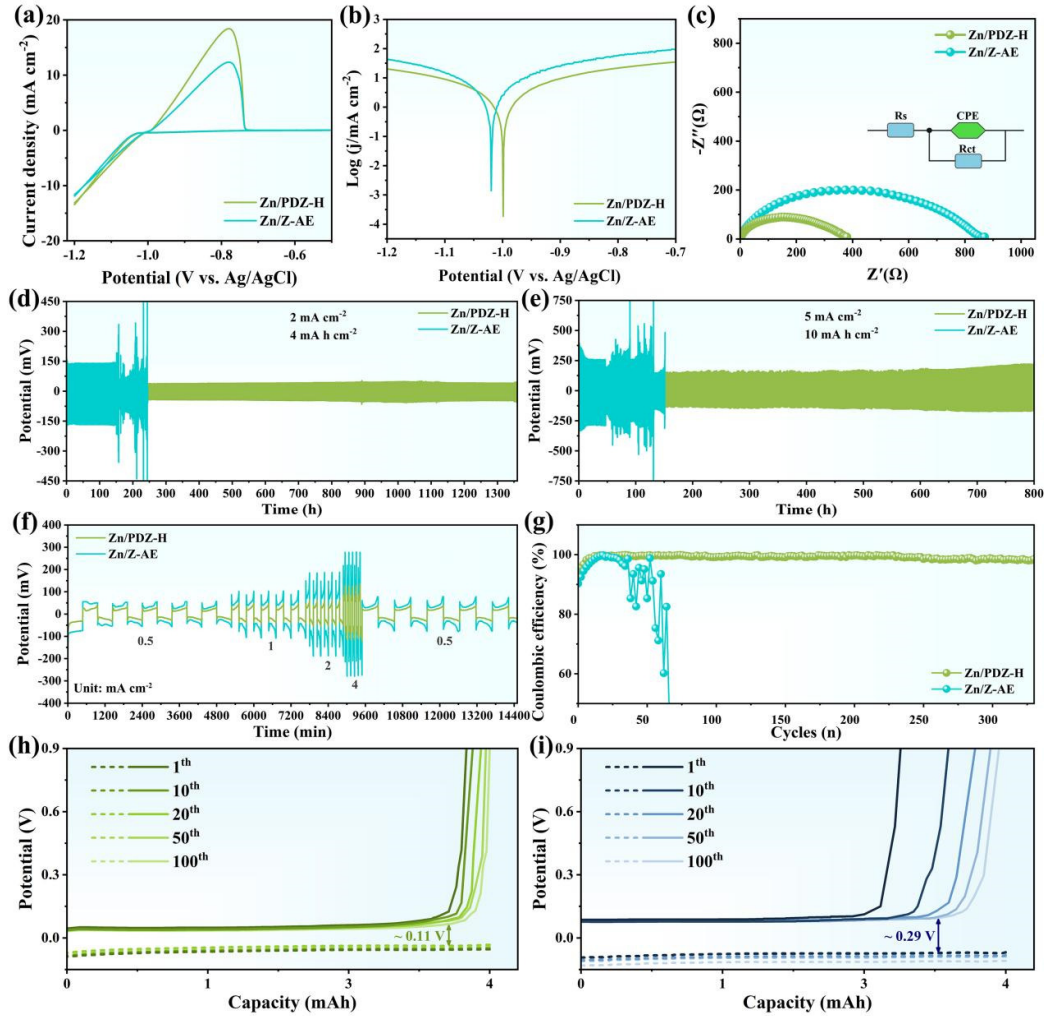 (a)
20
10
0
-10
-20
-1.2
-1.0
-0.8
-0.6
Current density (mA cm⁻²)
Zn/PDZ-H
Zn/Z-AE
Potential (V vs. Ag/AgCl)
(b)
4
3
2
1
0
-1
-2
-3
-4
-1.2
-1.1
-1.0
-0.9
-0.8
-0.7
Log (j/mA cm⁻²)
Zn/PDZ-H
Zn/Z-AE
Potential (V vs. Ag/AgCl)
(c)
800
600
400
200
0
0
200
400
600
800
1000
-Z″(Ω)
Zn/PDZ-H
Zn/Z-AE
Rs
CPE
Rct
Z′(Ω)
(d)
450
300
150
0
-150
-300
-450
0
100
200
300
400
500
600
700
800
900
1000
1100
1200
1300
Potential (mV)
2 mA cm⁻²
4 mA h cm⁻²
Zn/PDZ-H
Zn/Z-AE
Time (h)
(e)
750
500
250
0
-250
-500
-750
0
100
200
300
400
500
600
700
800
Potential (mV)
5 mA cm⁻²
10 mA h cm⁻²
Zn/PDZ-H
Zn/Z-AE
Time (h)
(f)
400
300
200
100
0
-100
-200
-300
-400
0
1200
2400
3600
4800
6000
7200
8400
9600
10800
12000
13200
14400
Potential (mV)
Zn/PDZ-H
Zn/Z-AE
0.5
1
2
4
0.5
Unit: mA cm⁻²
Time (min)
(g)
100
90
80
70
60
0
50
100
150
200
250
300
Coulombic efficiency (%)
Zn/PDZ-H
Zn/Z-AE
Cycles (n)
(h)
0.9
0.6
0.3
0.0
0
1
3
4
Potential (V)
1ᵗʰ
10ᵗʰ
20ᵗʰ
50ᵗʰ
100ᵗʰ
~ 0.11 V
Capacity (mAh)
(i)
0.9
0.6
0.3
0.0
0
1
3
4
Potential (V)
1ᵗʰ
10ᵗʰ
20ᵗʰ
50ᵗʰ
100ᵗʰ
~ 0.29 V
Capacity (mAh)